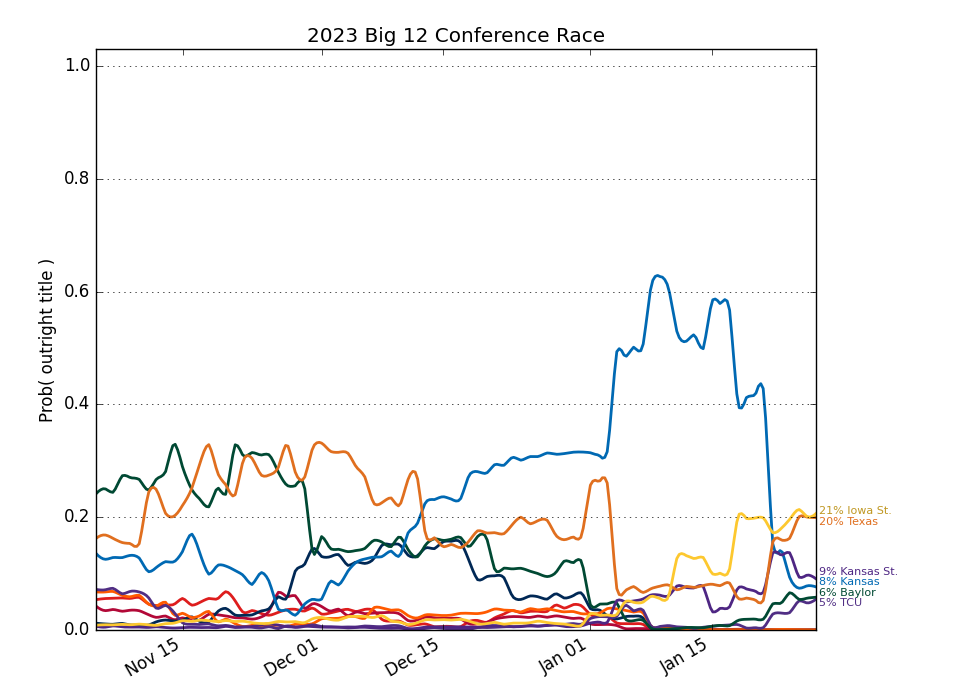 2023 Big 12 Conference Race
Prob( outright title )
1.0
0.8
0.6
0.4
0.2
0.0
21% Iowa St.
20% Texas
9% Kansas St.
8% Kansas
6% Baylor
5% TCU
Nov 15
Dec 01
Dec 15
Jan 01
Jan 15